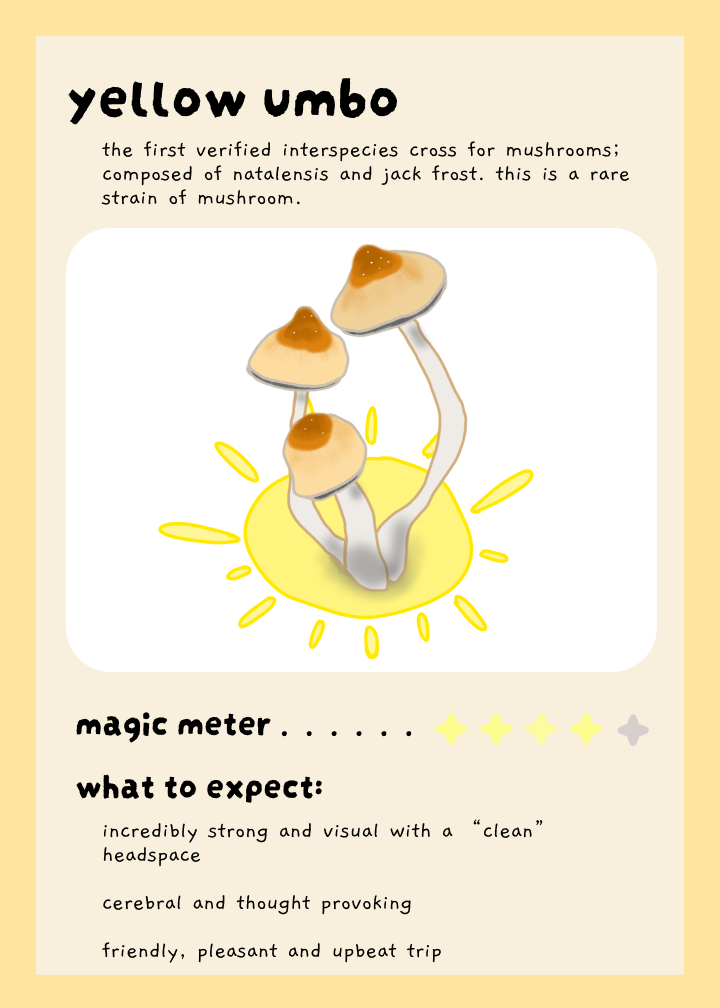 yellow umbo
the first verified interspecies cross for mushrooms;
composed of natalensis and jack frost. this is a rare
strain of mushroom.
magic meter . . . . . .
what to expect:
incredibly strong and visual with a “clean”
headspace
cerebral and thought provoking
friendly, pleasant and upbeat trip